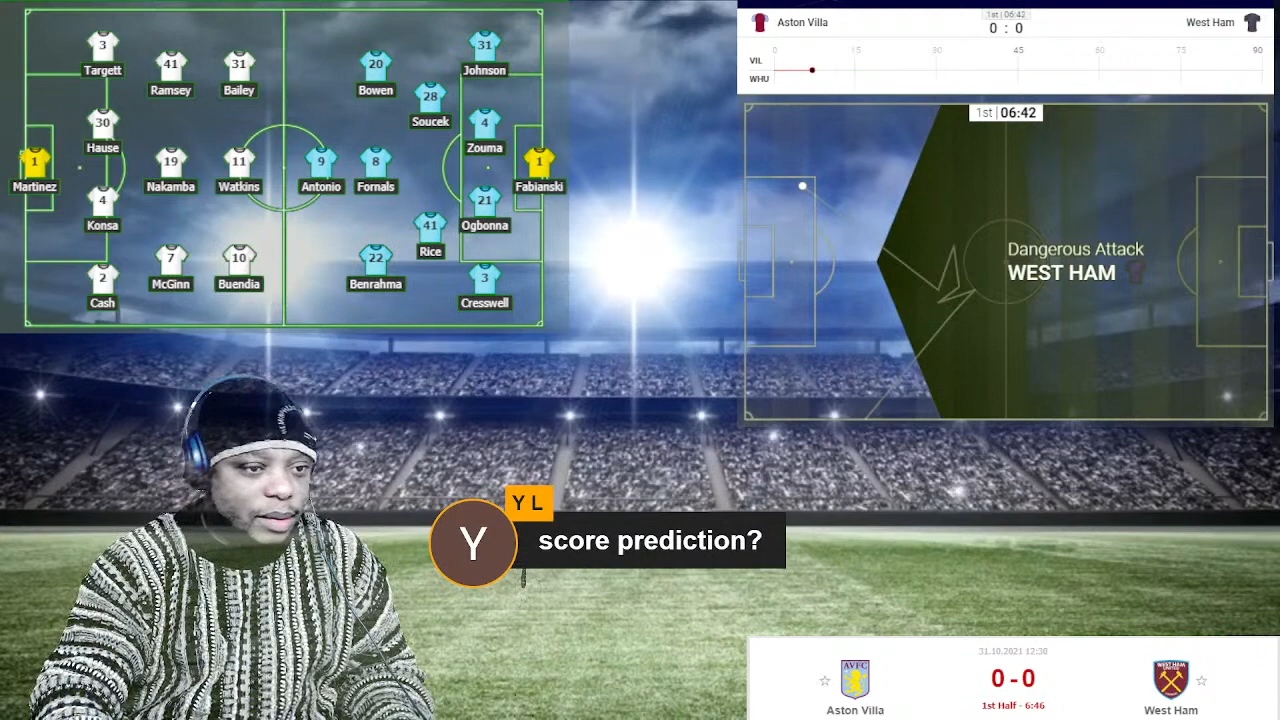 3
Targett
41
Ramsey
31
Bailey
20
Bowen
31
Johnson
28
Soucek
30
Hause
4
Zouma
1
Martinez
19
Nakamba
11
Watkins
9
Antonio
8
Fornals
1
Fabianski
4
Konsa
21
Ogbonna
41
Rice
2
Cash
7
McGinn
10
Buendia
22
Benrahma
3
Cresswell
Aston Villa
1st | 06:42
0 : 0
West Ham
0 15 30 45 60 75 90
VIL
WHU
1st | 06:42
Dangerous Attack
WEST HAM
Y L
Y
score prediction?
31.10.2021 12:30
AVFC
0 - 0
WEST HAM
UNITED
1st Half - 6:46
Aston Villa
West Ham